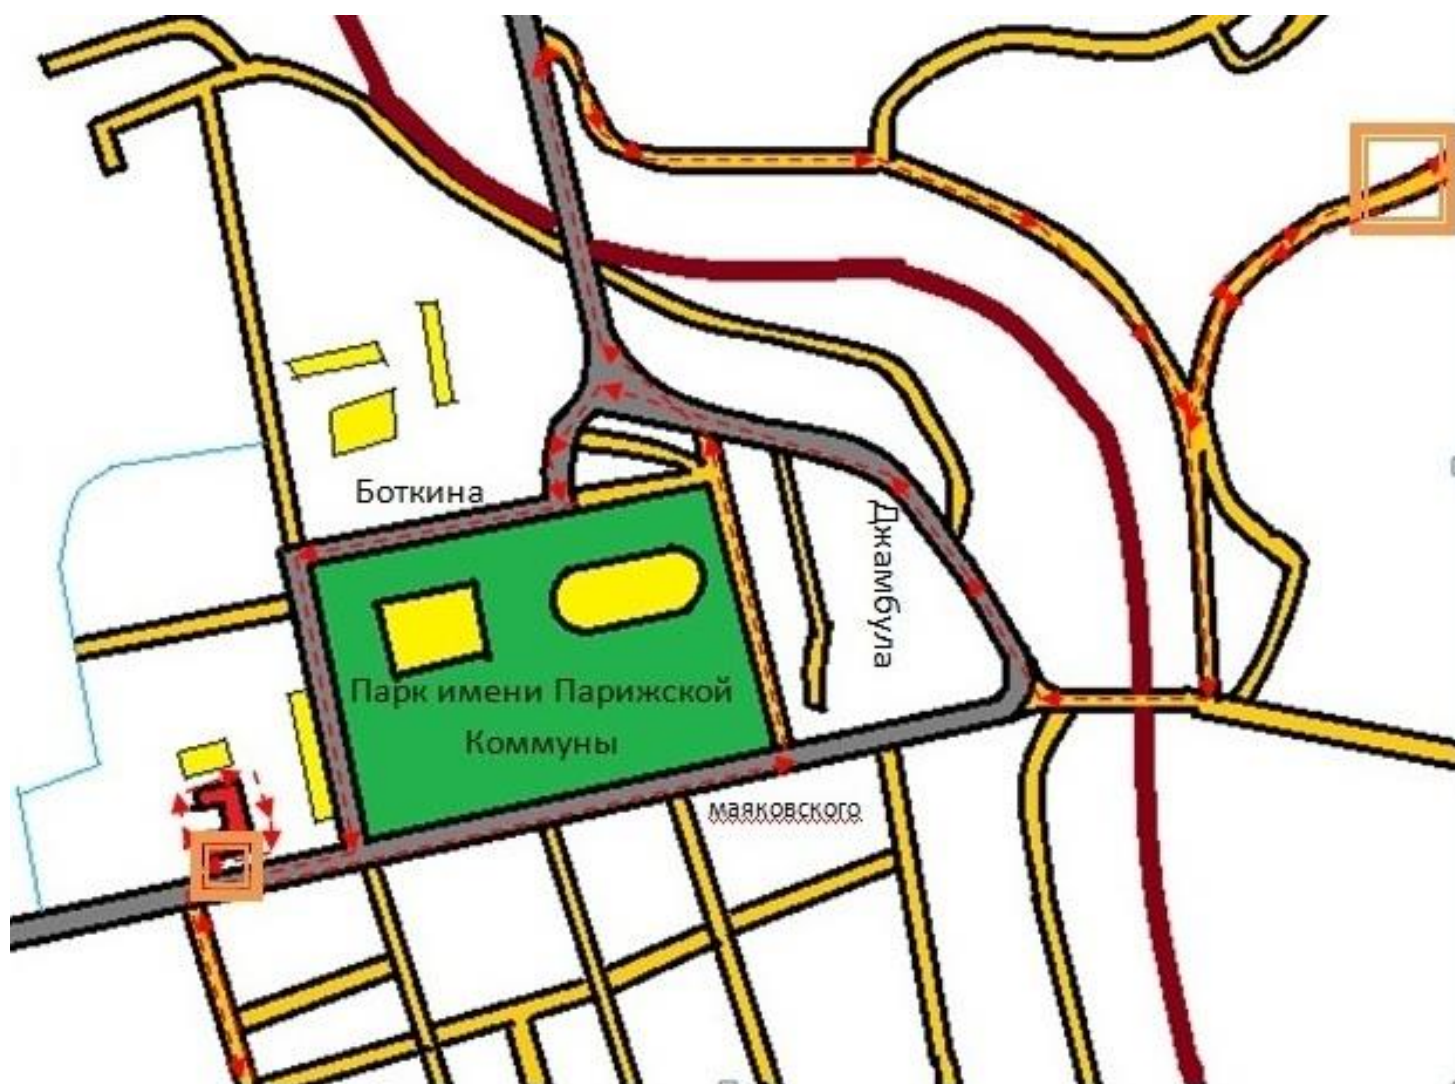 Боткина
Джамбула
Парк имени Парижской
Коммуны
маяковского